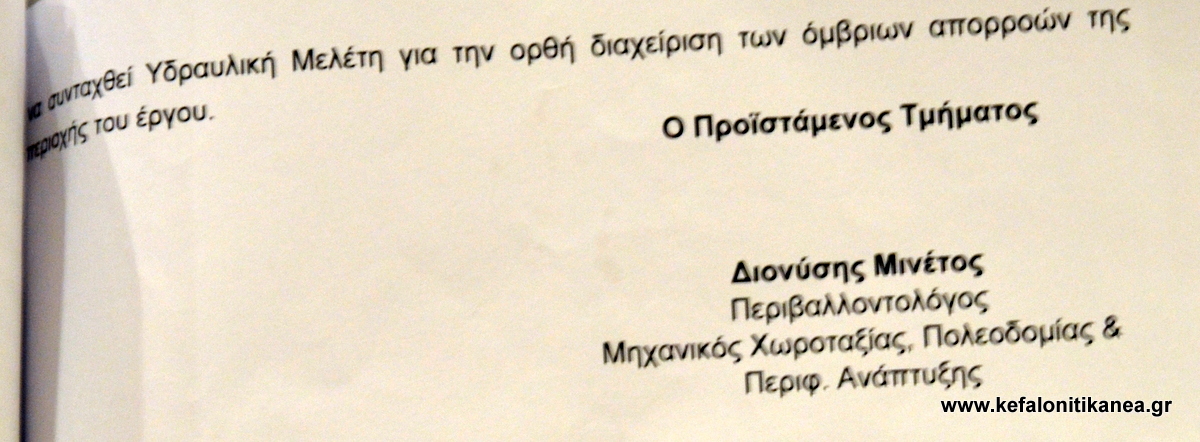 να συνταχθεί Υδραυλική Μελέτη για την ορθή διαχείριση των όμβριων απορροών της
περιοχής του έργου.
Ο Προϊστάμενος Τμήματος
Διονύσης Μινέτος
Περιβαλλοντολόγος
Μηχανικός Χωροταξίας, Πολεοδομίας &
Περιφ. Ανάπτυξης
www.kefalonitikanea.gr